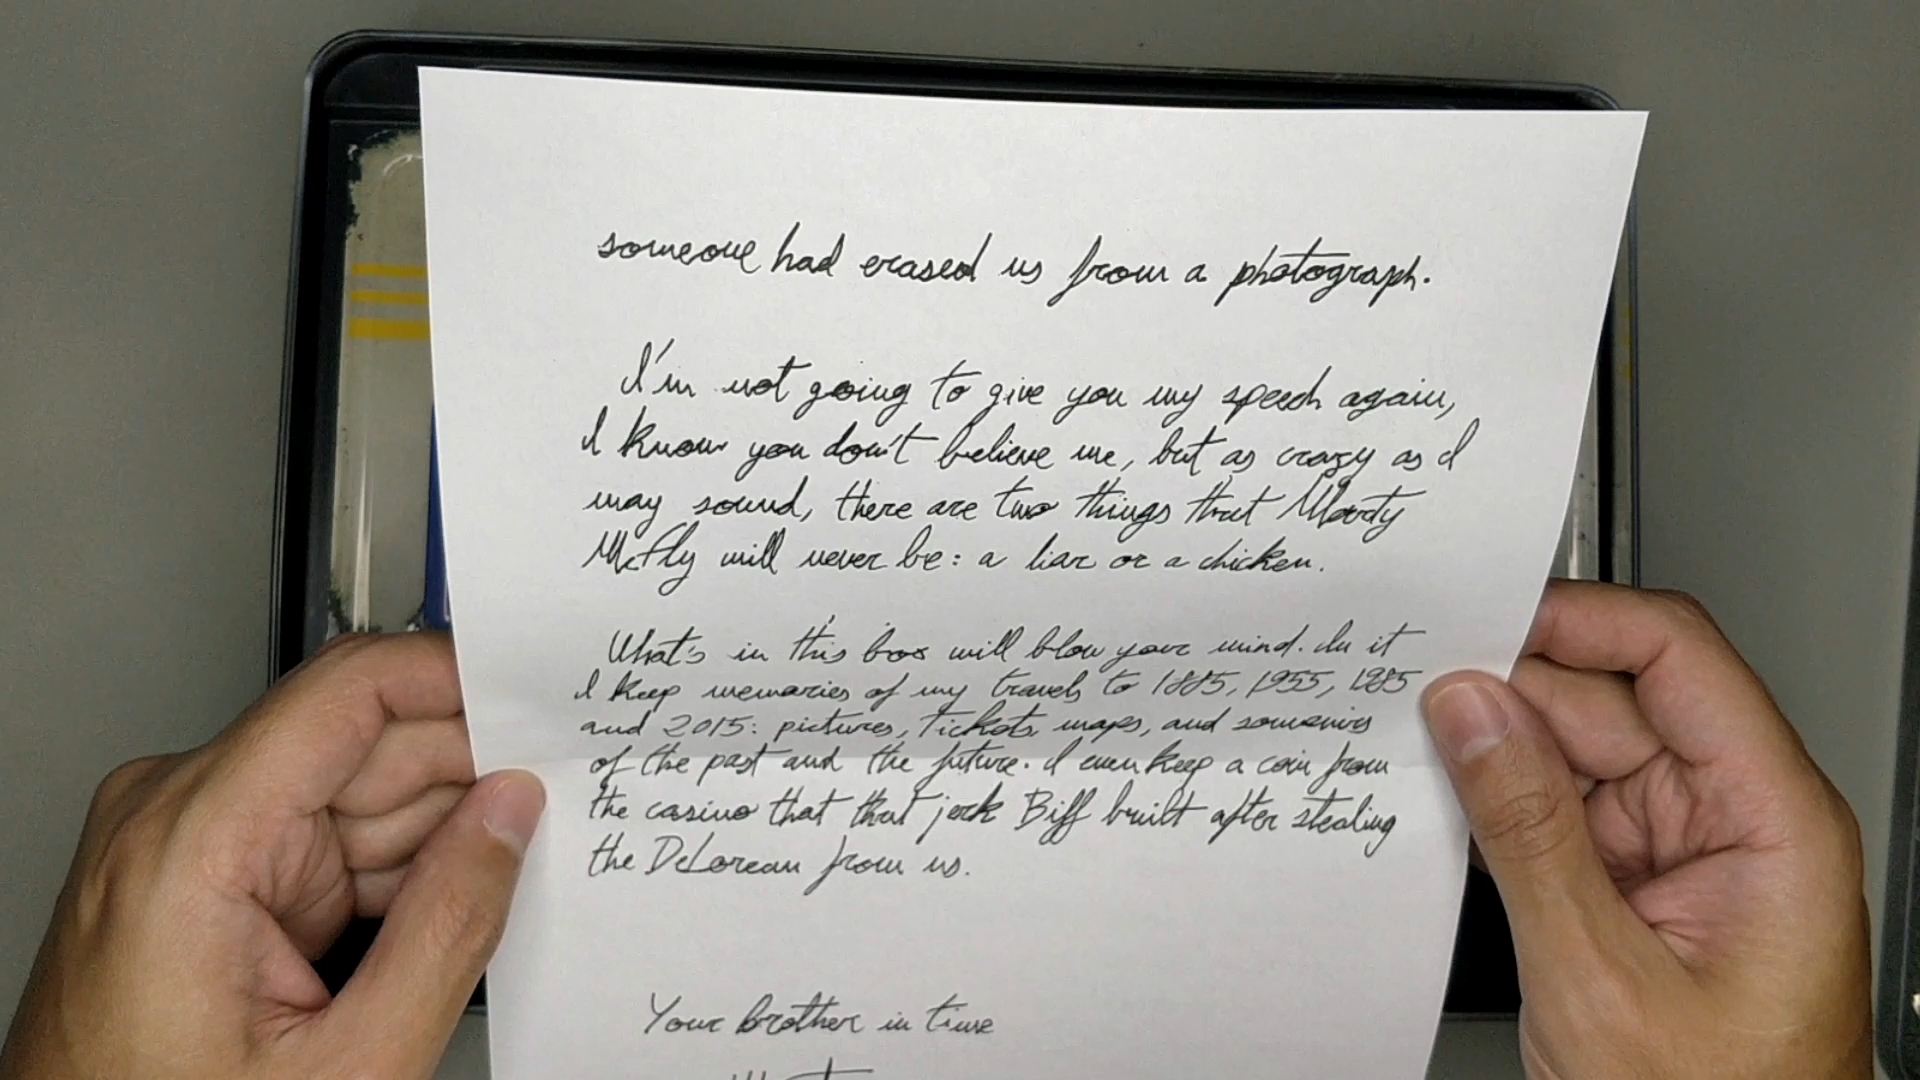 someone had erased us from a photograph.
I'm not going to give you my speech again,
I know you don't believe me, but as crazy as I
may sound, there are two things that Marty
McFly will never be: a liar or a chicken.
What's in this box will blow your mind. In it
I keep memories of my travels to 1885, 1955, 1985
and 2015: pictures, tickets, maps, and souvenirs
of the past and the future. I even keep a coin from
the casino that that jerk Biff built after stealing
the DeLorean from us.
Your brother in time